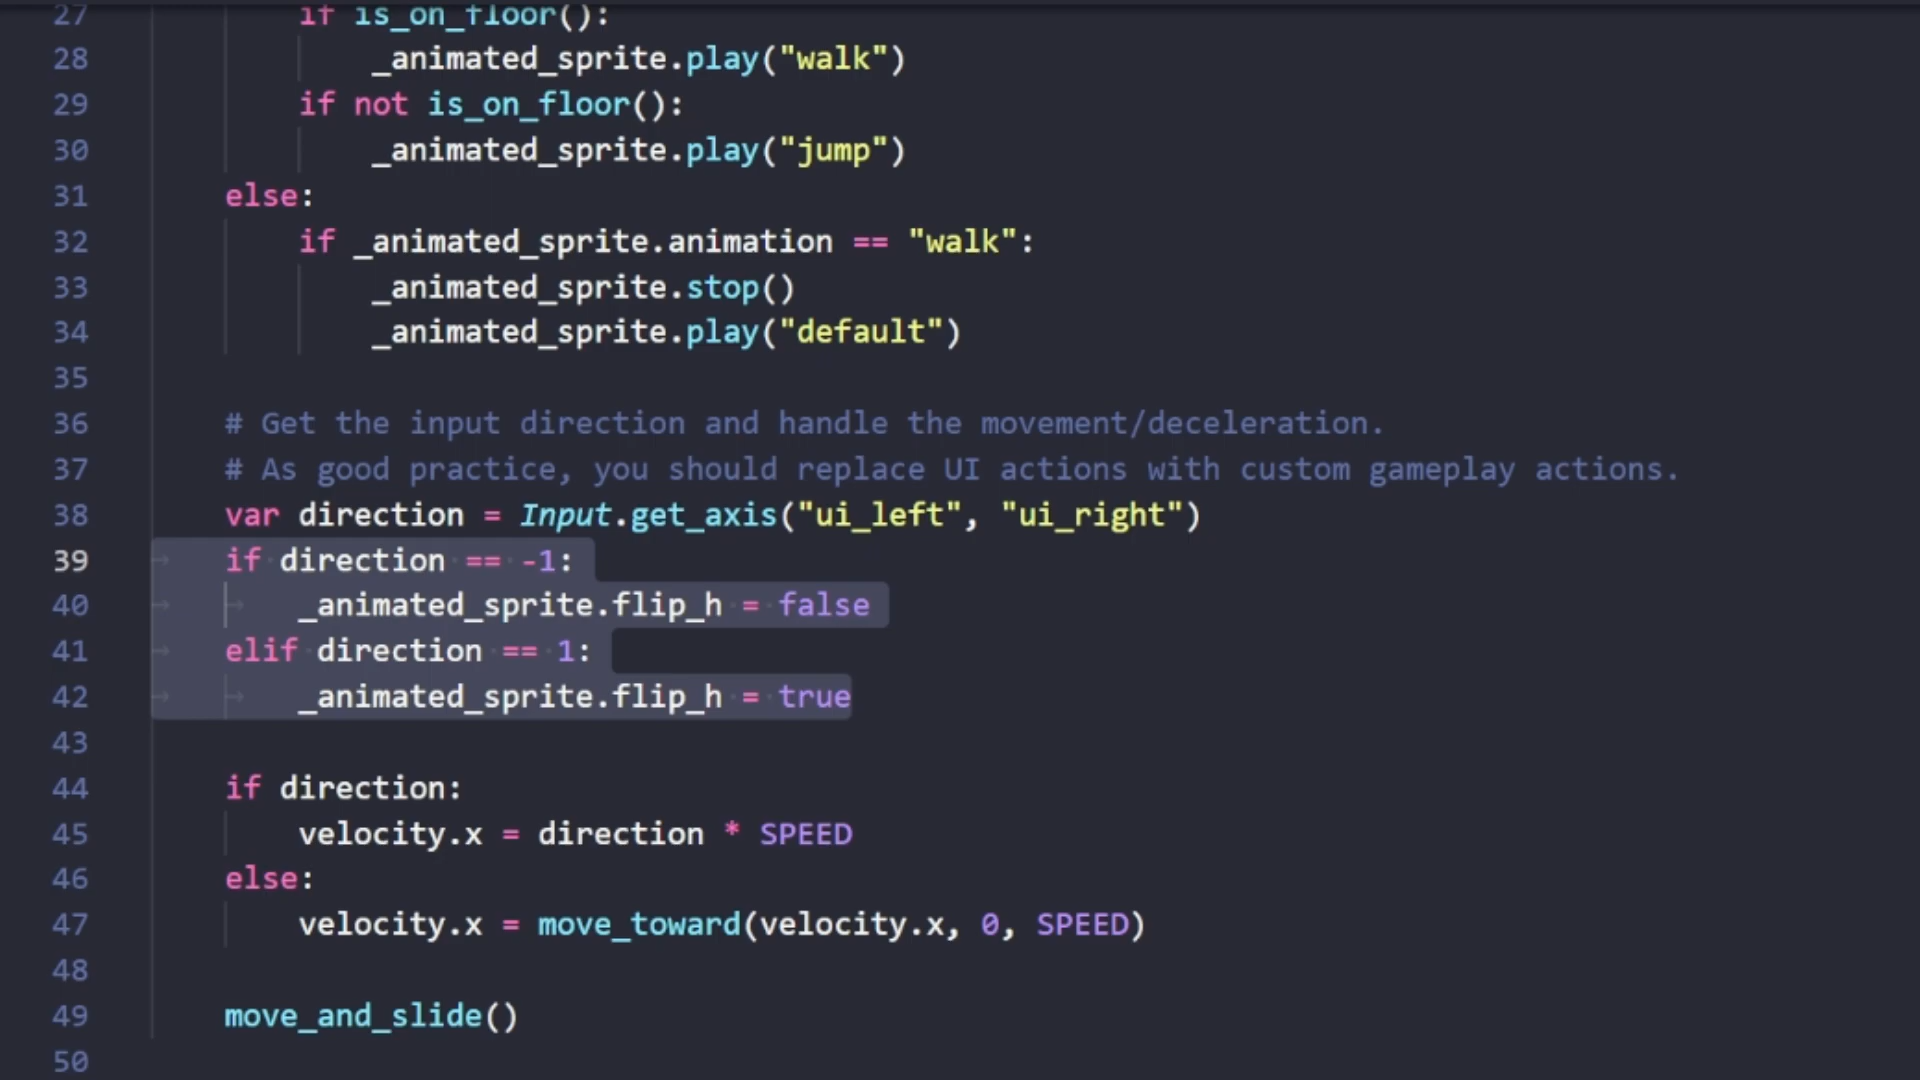 27 if is_on_floor():
28 _animated_sprite.play("walk")
29 if not is_on_floor():
30 _animated_sprite.play("jump")
31 else:
32 if _animated_sprite.animation == "walk":
33 _animated_sprite.stop()
34 _animated_sprite.play("default")
35
36 # Get the input direction and handle the movement/deceleration.
37 # As good practice, you should replace UI actions with custom gameplay actions.
38 var direction = Input.get_axis("ui_left", "ui_right")
39 if direction == -1:
40 _animated_sprite.flip_h = false
41 elif direction == 1:
42 _animated_sprite.flip_h = true
43
44 if direction:
45 velocity.x = direction * SPEED
46 else:
47 velocity.x = move_toward(velocity.x, 0, SPEED)
48
49 move_and_slide()
50